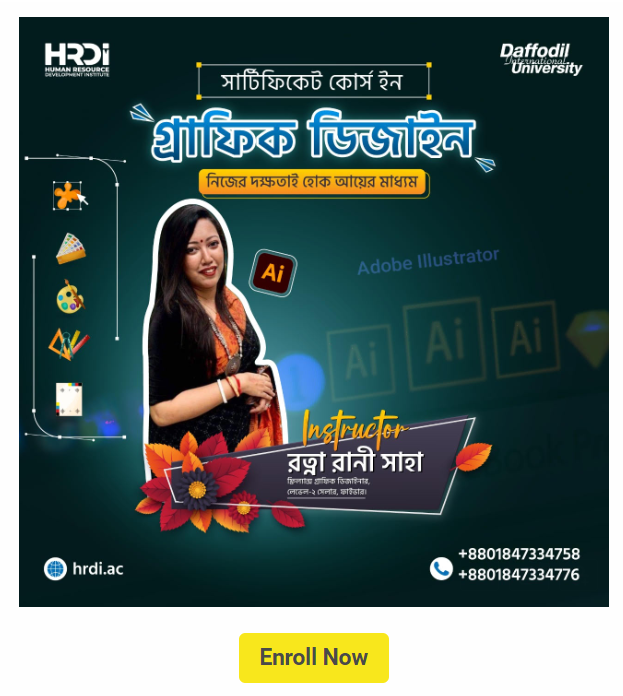 HRDi
HUMAN RESOURCE
DEVELOPMENT INSTITUTE
Daffodil
International
University
সার্টিফিকেট কোর্স ইন
গ্রাফিক ডিজাইন
নিজের দক্ষতাই হোক আয়ের মাধ্যম
Ai
Adobe Illustrator
Ai
Ai
Ai
Instructor
রত্না রানী সাহা
ফ্রিল্যান্স গ্রাফিক ডিজাইনার,
লেভেল-২ সেলার, ফাইভার।
hrdi.ac
+8801847334758
+8801847334776
Enroll Now